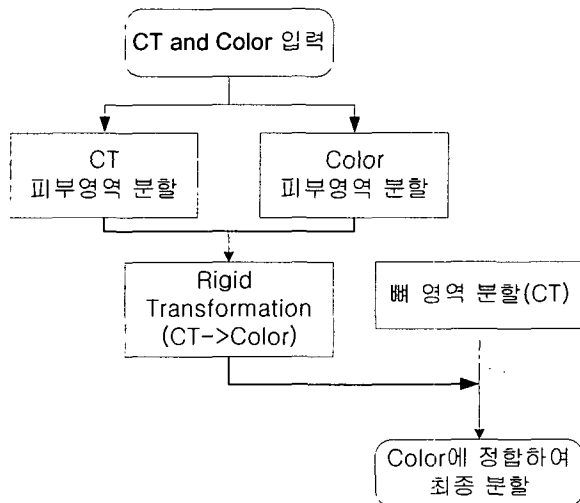 CT and Color 입력
CT
피부영역 분할
Color
피부영역 분할
Rigid
Transformation
(CT->Color)
뼈 영역 분할(CT)
Color에 정합하여
최종 분할